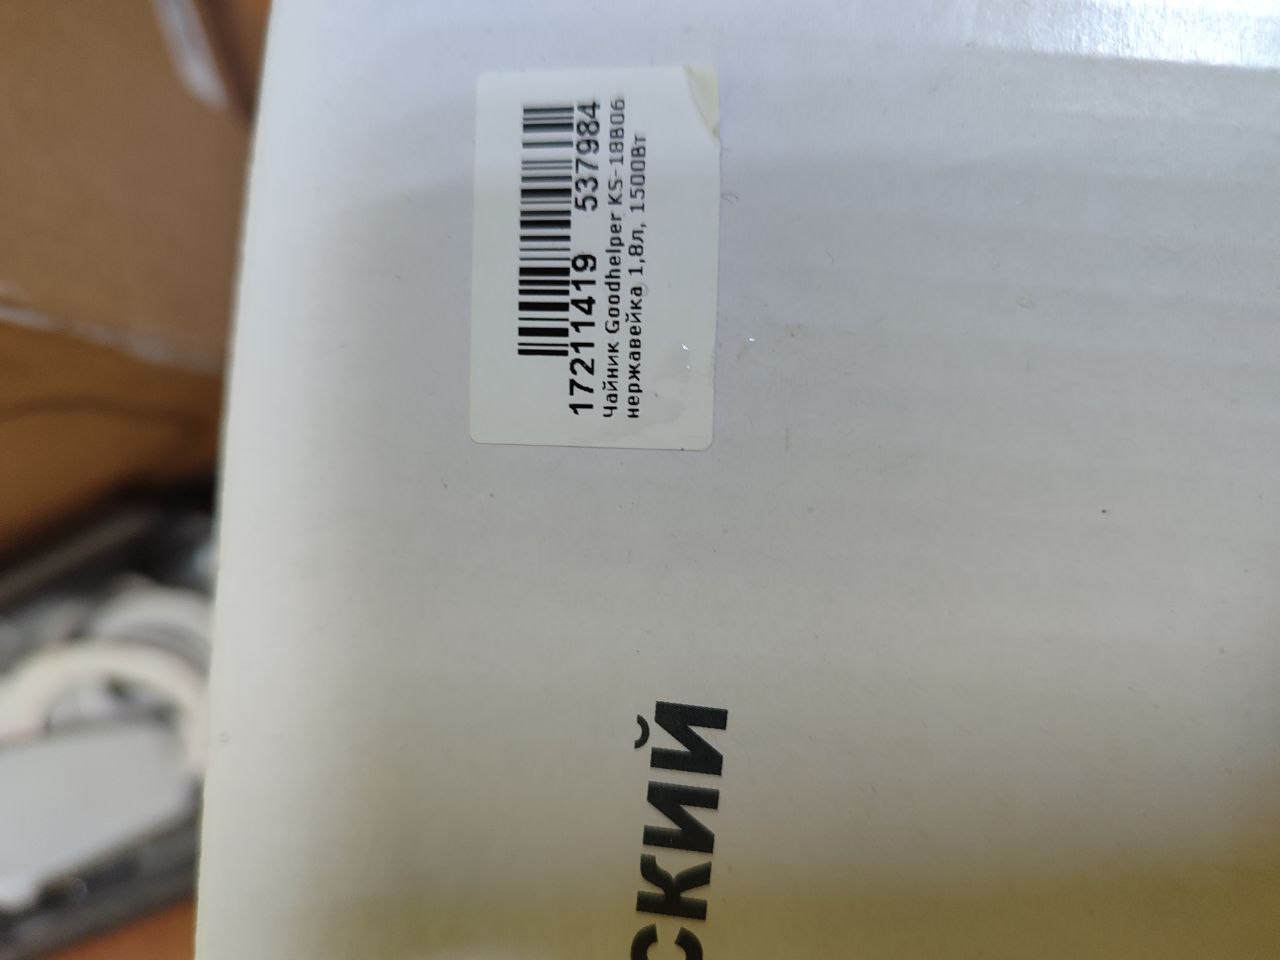 17211419 537984
Чайник Goodhelper KS-18B06
нержавейка 1,8л, 1500Вт
ский